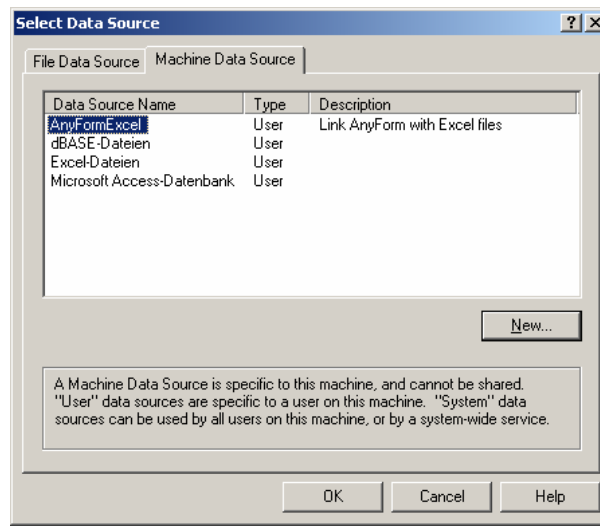 Select Data Source
File Data Source Machine Data Source
Data Source Name Type Description
AnyFormExcel User Link AnyForm with Excel files
dBASE-Dateien User
Excel-Dateien User
Microsoft Access-Datenbank User
New...
A Machine Data Source is specific to this machine, and cannot be shared.
"User" data sources are specific to a user on this machine. "System" data
sources can be used by all users on this machine, or by a system-wide service.
OK Cancel Help